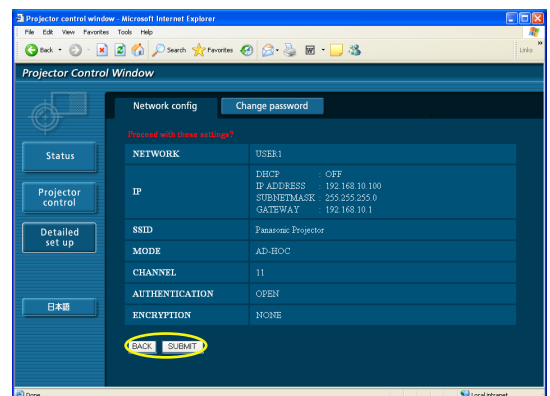 Projector control window - Microsoft Internet Explorer
File Edit View Favorites Tools Help
Back Search Favorites Links
Projector Control Window
Network config Change password
Proceed with these settings?
Status
Projector control
Detailed set up
日本語
NETWORK USER1
IP
DHCP : OFF
IP ADDRESS : 192.168.10.100
SUBNETMASK : 255.255.255.0
GATEWAY : 192.168.10.1
SSID Panasonic Projector
MODE AD-HOC
CHANNEL 11
AUTHENTICATION OPEN
ENCRYPTION NONE
BACK SUBMIT
Done Local intranet